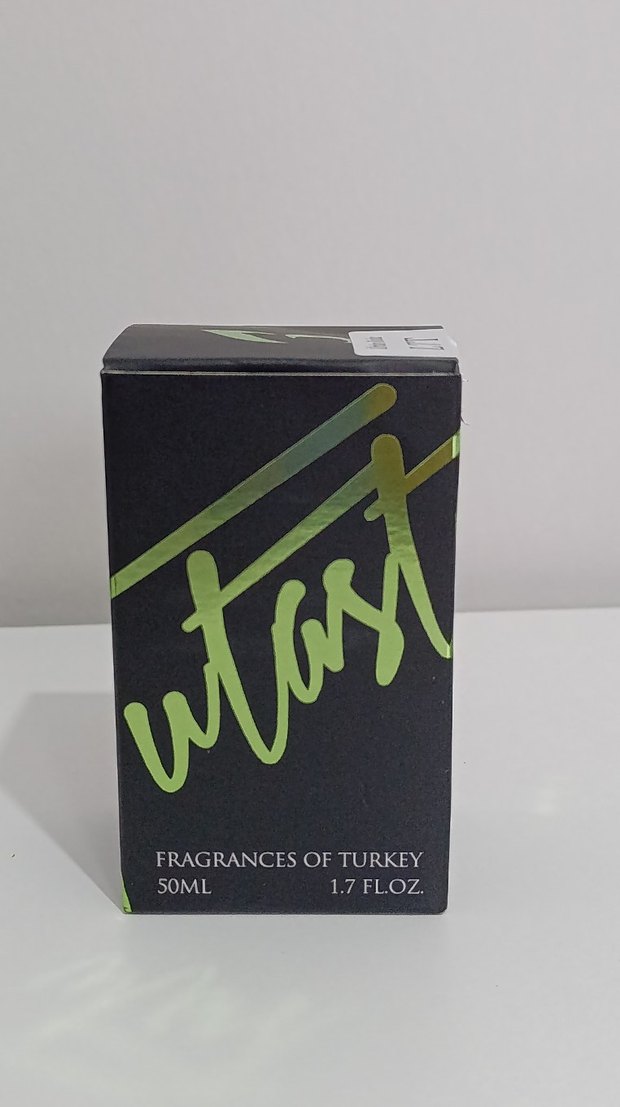 utast
FRAGRANCES OF TURKEY
50ML 1.7 FL.OZ.